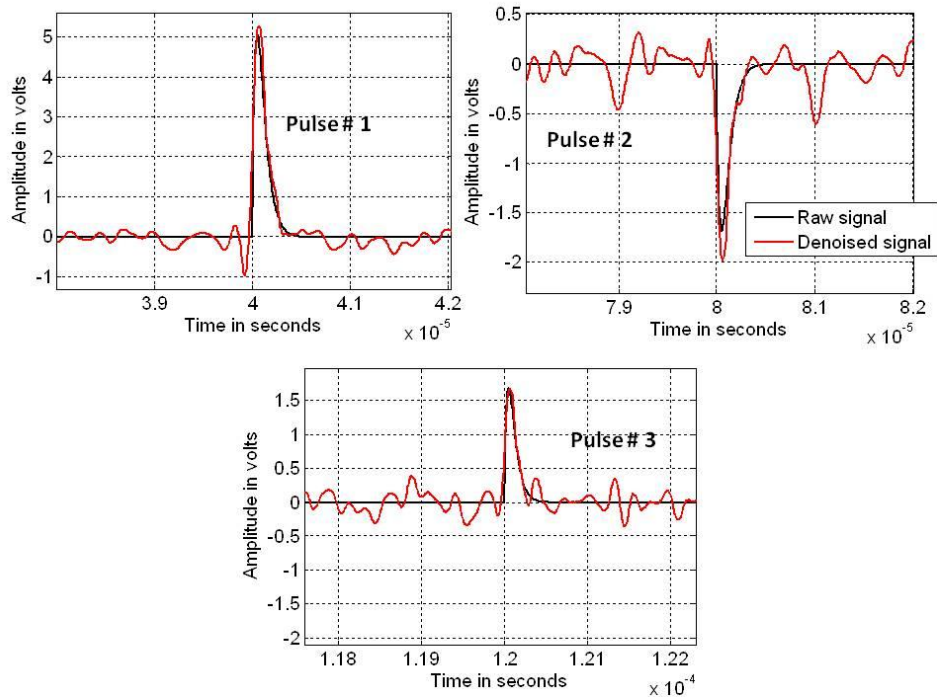 5
4
3
2
1
0
-1
Amplitude in volts
Pulse # 1
3.9
4
4.1
4.2
Time in seconds
x 10-5
0.5
0
-0.5
-1
-1.5
-2
Amplitude in volts
Pulse # 2
Raw signal
Denoised signal
7.9
8
8.1
8.2
Time in seconds
x 10-5
1.5
1
0.5
0
-0.5
-1
-1.5
-2
Amplitude in volts
Pulse # 3
1.18
1.19
1.2
1.21
1.22
Time in seconds
x 10-4